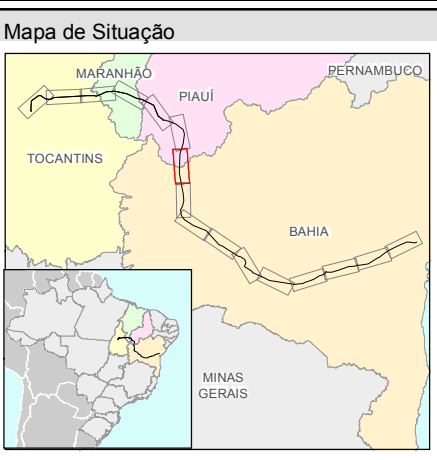 Mapa de Situação
MARANHÃO
PERNAMBUCO
PIAUÍ
TOCANTINS
BAHIA
MINAS
GERAIS